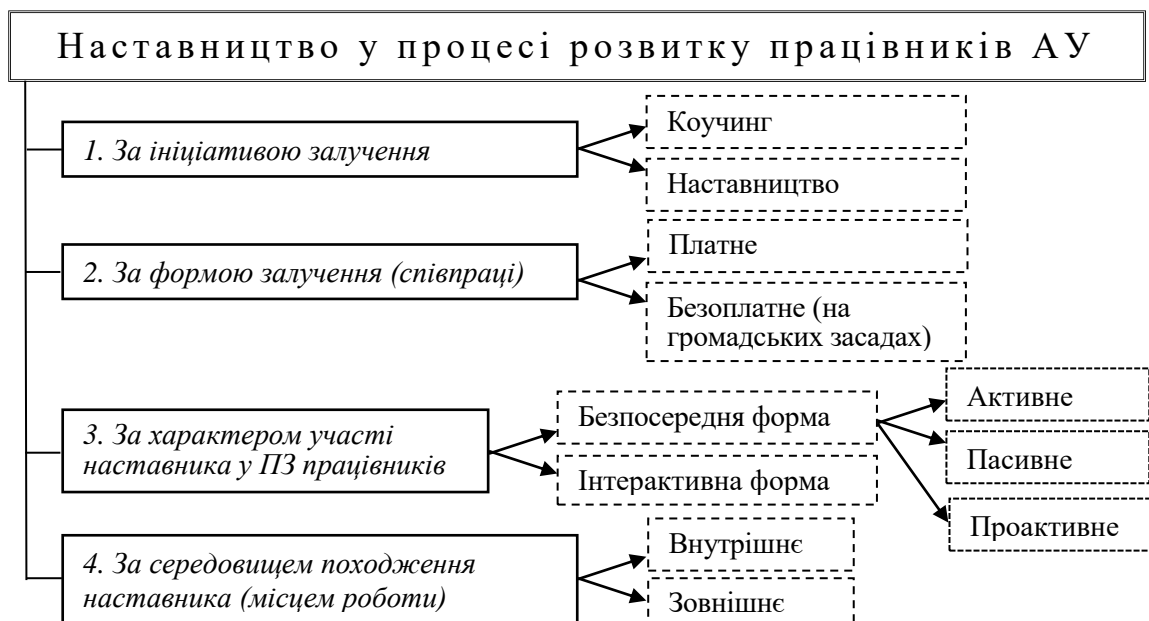 Наставництво у процесі розвитку працівників АУ
1. За ініціативою залучення
Коучинг
Наставництво
2. За формою залучення (співпраці)
Платне
Безоплатне (на
громадських засадах)
3. За характером участі
наставника у ПЗ працівників
Безпосередня форма
Інтерактивна форма
Активне
Пасивне
Проактивне
4. За середовищем походження
наставника (місцем роботи)
Внутрішнє
Зовнішнє